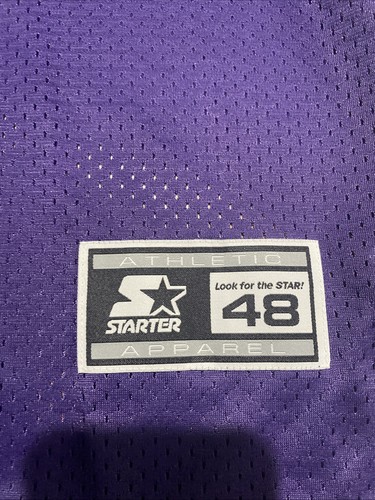 ATHLETIC
Look for the STAR!
STARTER
48
APPAREL